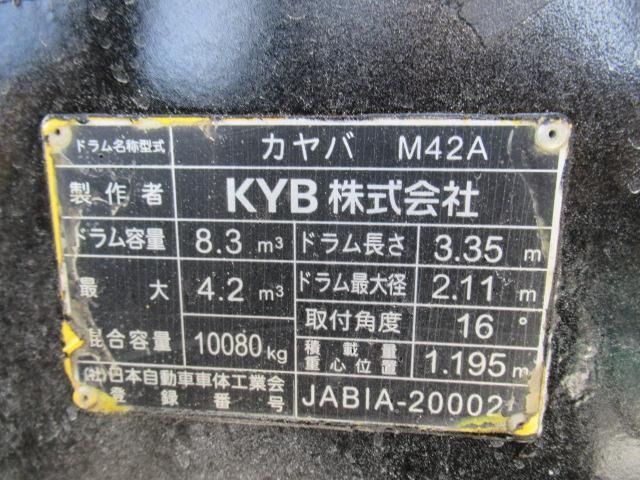 ドラム名称型式 カヤバ M42A
製作者 KYB株式会社
ドラム容量 8.3 m³ ドラム長さ 3.35 m
最大 4.2 m³ ドラム最大径 2.11 m
混合容量 10080kg 取付角度 16°
積載量重心位置 1.195m
(社)日本自動車車体工業会
登録番号 JABIA-20002